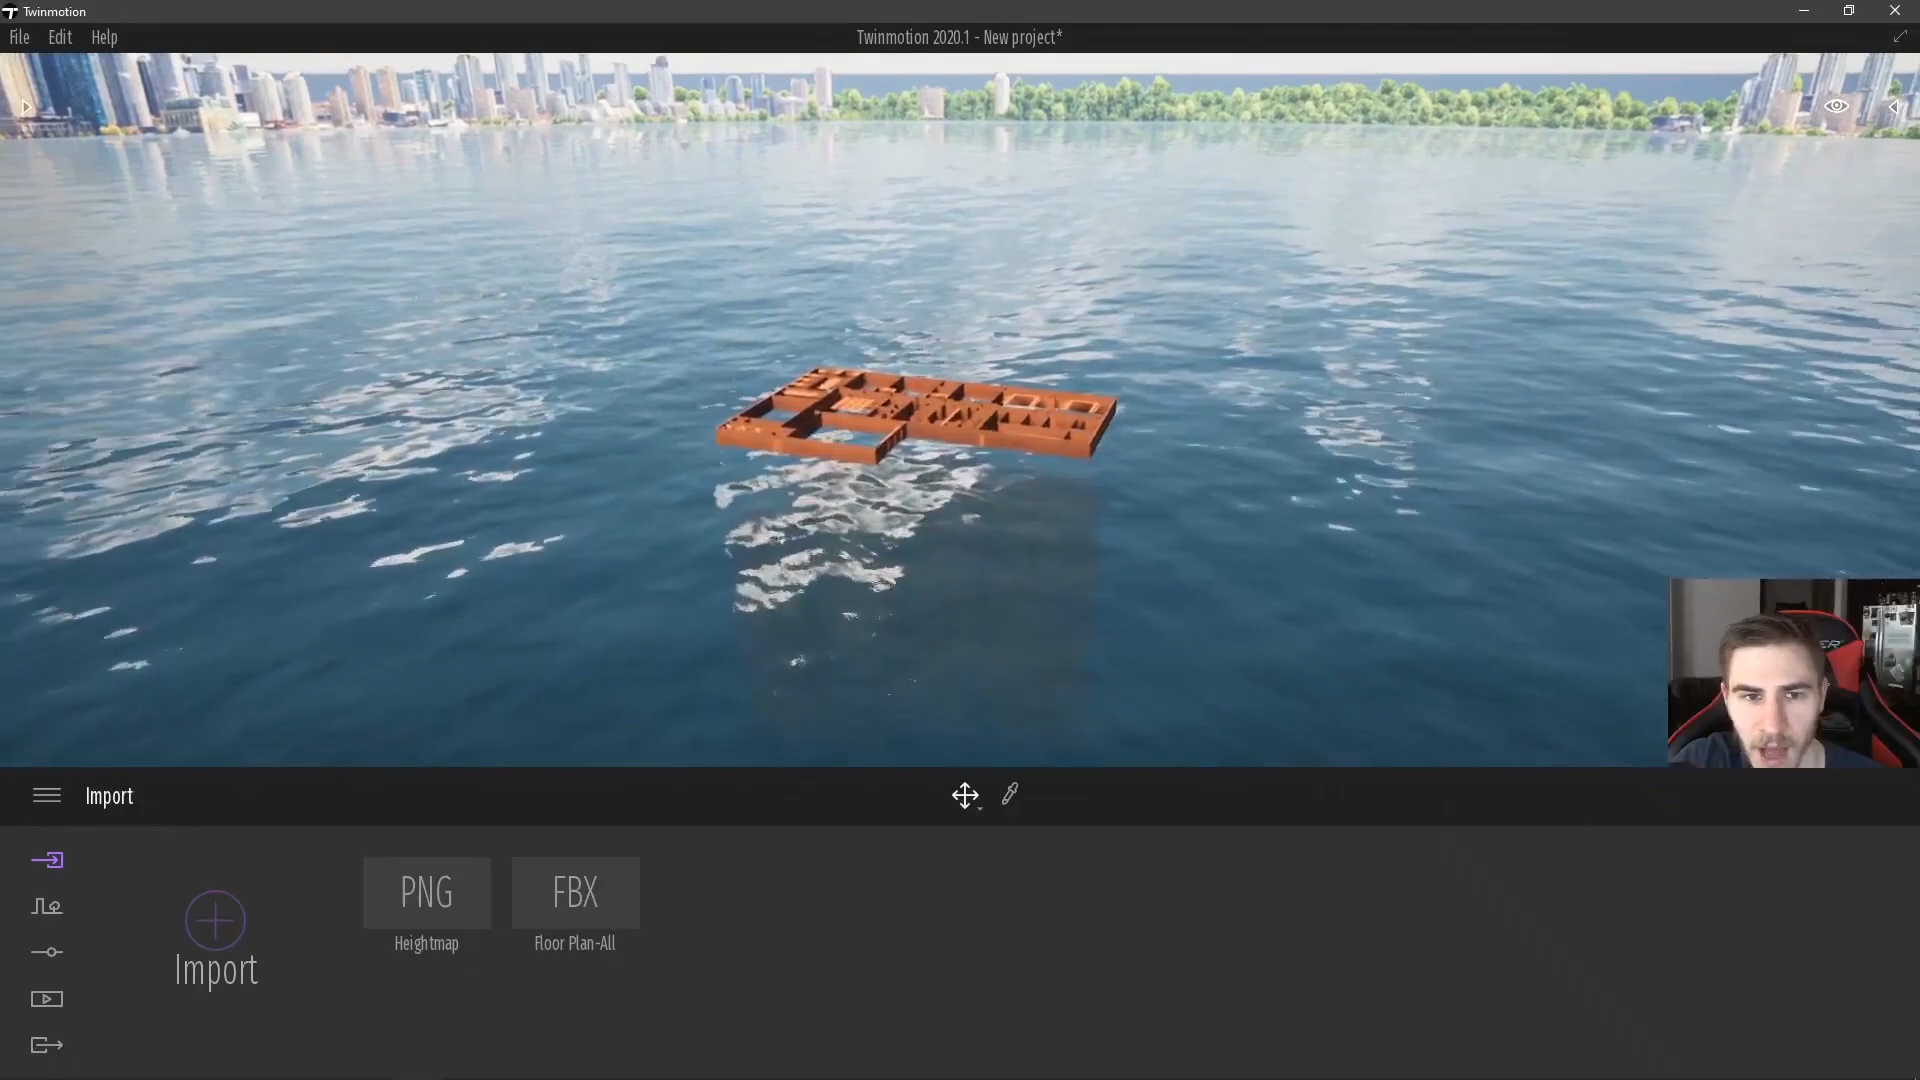 Twinmotion
File Edit Help
Twinmotion 2020.1 - New project*
Import
Import
PNG
Heightmap
FBX
Floor Plan-All